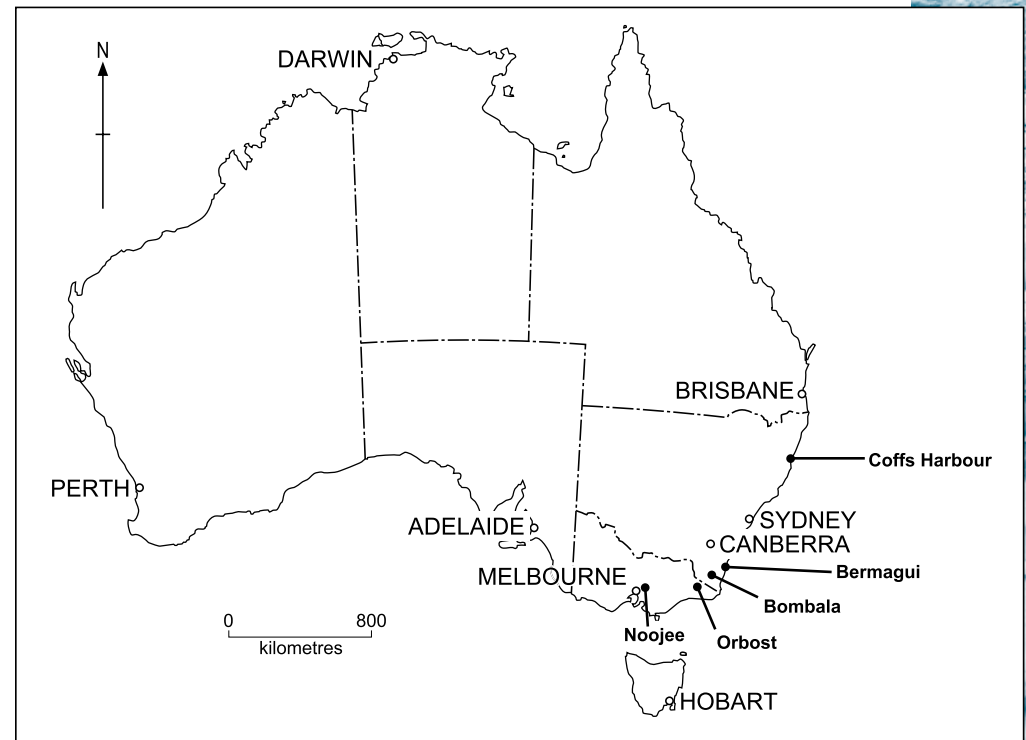 N
DARWIN
BRISBANE
Coffs Harbour
PERTH
ADELAIDE
SYDNEY
CANBERRA
MELBOURNE
Bermagui
Bombala
Noojee
Orbost
0 800
kilometres
HOBART